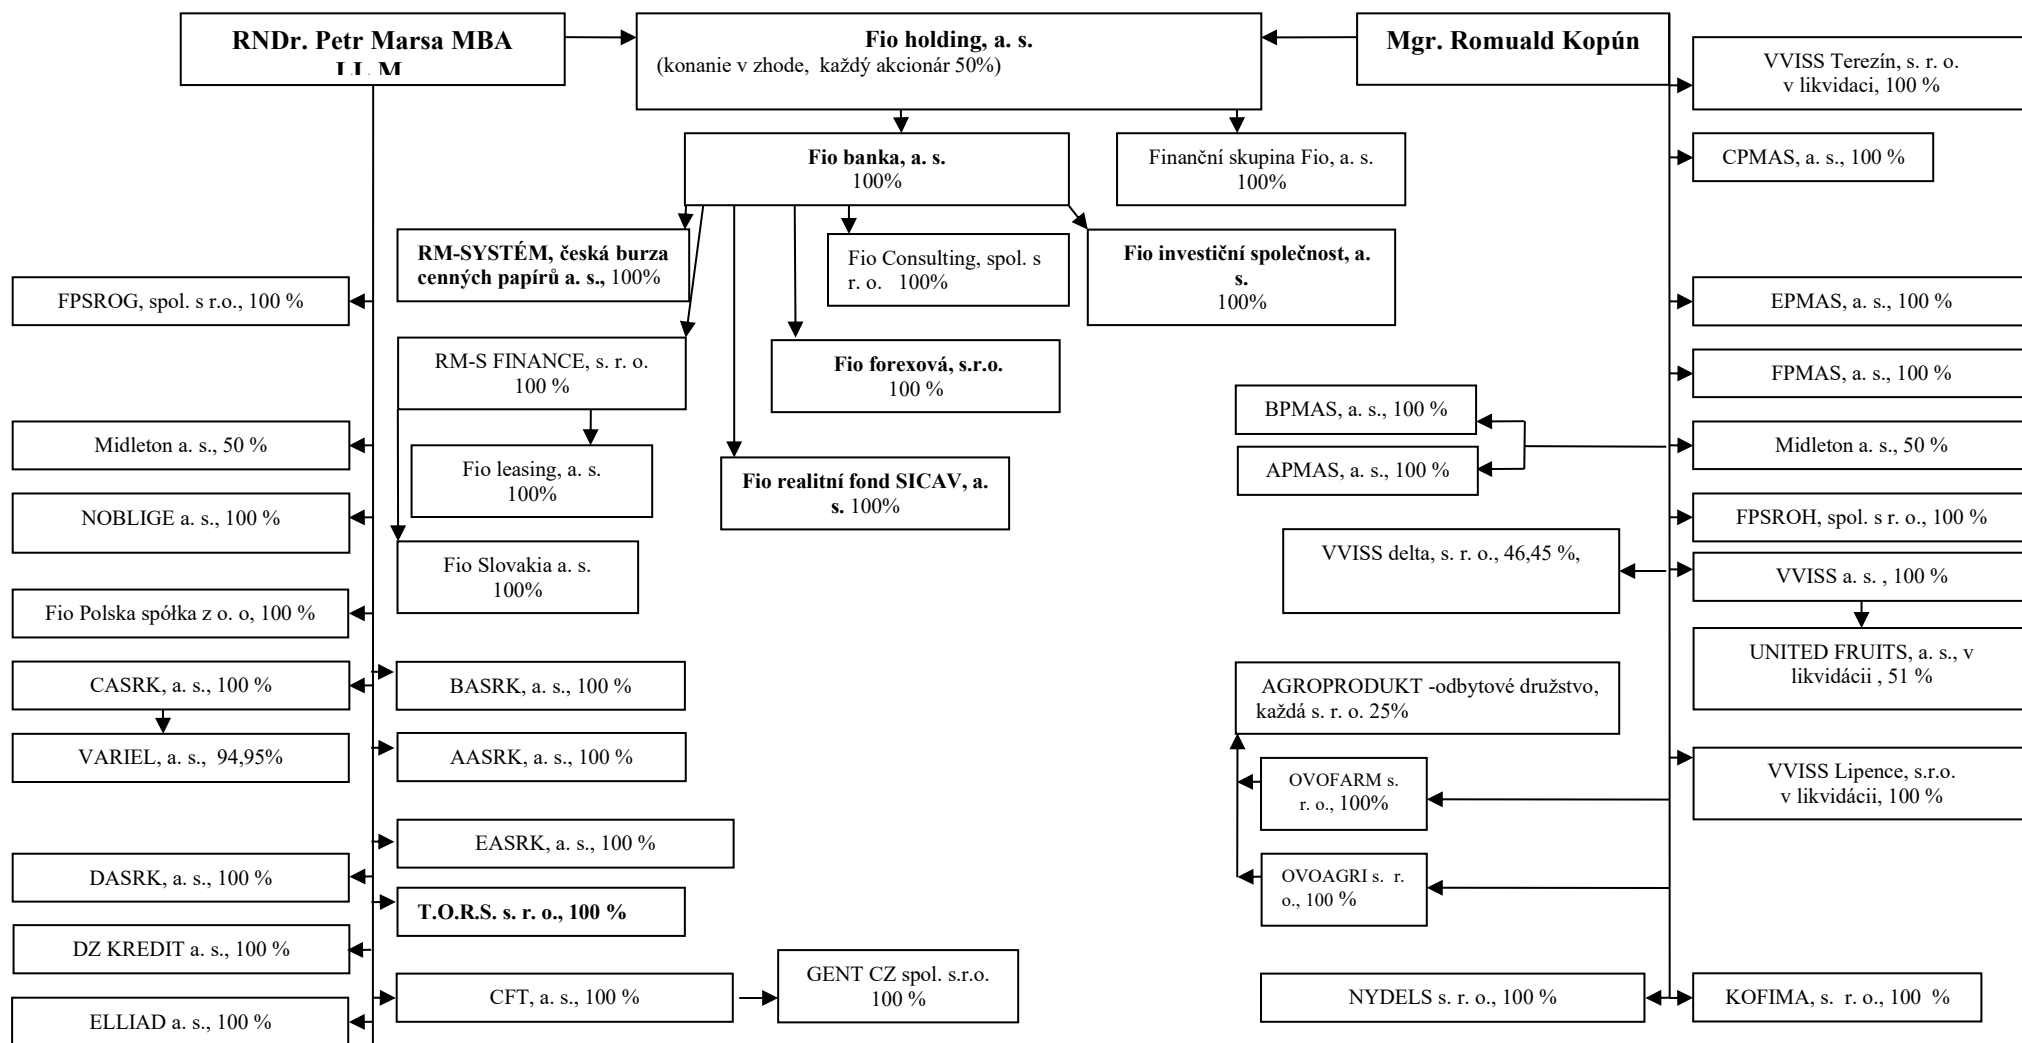 RNDr. Petr Marsa MBA
LL.M
Fio holding, a. s.
(konanie v zhode, každý akcionár 50%)
Mgr. Romuald Kopún
VVISS Terezín, s. r. o.
v likvidaci, 100 %
Fio banka, a. s.
100%
Finanční skupina Fio, a. s.
100%
CPMAS, a. s., 100 %
RM-SYSTÉM, česká burza
cenných papírů a. s., 100%
Fio Consulting, spol. s
r. o. 100%
Fio investiční společnost, a.
s.
100%
FPSROG, spol. s r.o., 100 %
EPMAS, a. s., 100 %
RM-S FINANCE, s. r. o.
100 %
Fio forexová, s.r.o.
100 %
FPMAS, a. s., 100 %
BPMAS, a. s., 100 %
Midleton a. s., 50 %
Midleton a. s., 50 %
Fio leasing, a. s.
100%
Fio realitní fond SICAV, a.
s. 100%
APMAS, a. s., 100 %
NOBLIGE a. s., 100 %
FPSROH, spol. s r. o., 100 %
Fio Slovakia a. s.
100%
VVISS delta, s. r. o., 46,45 %,
VVISS a. s. , 100 %
Fio Polska spółka z o. o, 100 %
UNITED FRUITS, a. s., v
likvidácii , 51 %
CASRK, a. s., 100 %
BASRK, a. s., 100 %
AGROPRODUKT -odbytové družstvo,
každá s. r. o. 25%
VARIEL, a. s., 94,95%
AASRK, a. s., 100 %
OVOFARM s.
r. o., 100%
VVISS Lipence, s.r.o.
v likvidácii, 100 %
EASRK, a. s., 100 %
DASRK, a. s., 100 %
OVOAGRI s. r.
o., 100 %
T.O.R.S. s. r. o., 100 %
DZ KREDIT a. s., 100 %
CFT, a. s., 100 %
GENT CZ spol. s.r.o.
100 %
NYDELS s. r. o., 100 %
KOFIMA, s. r. o., 100 %
ELLIAD a. s., 100 %